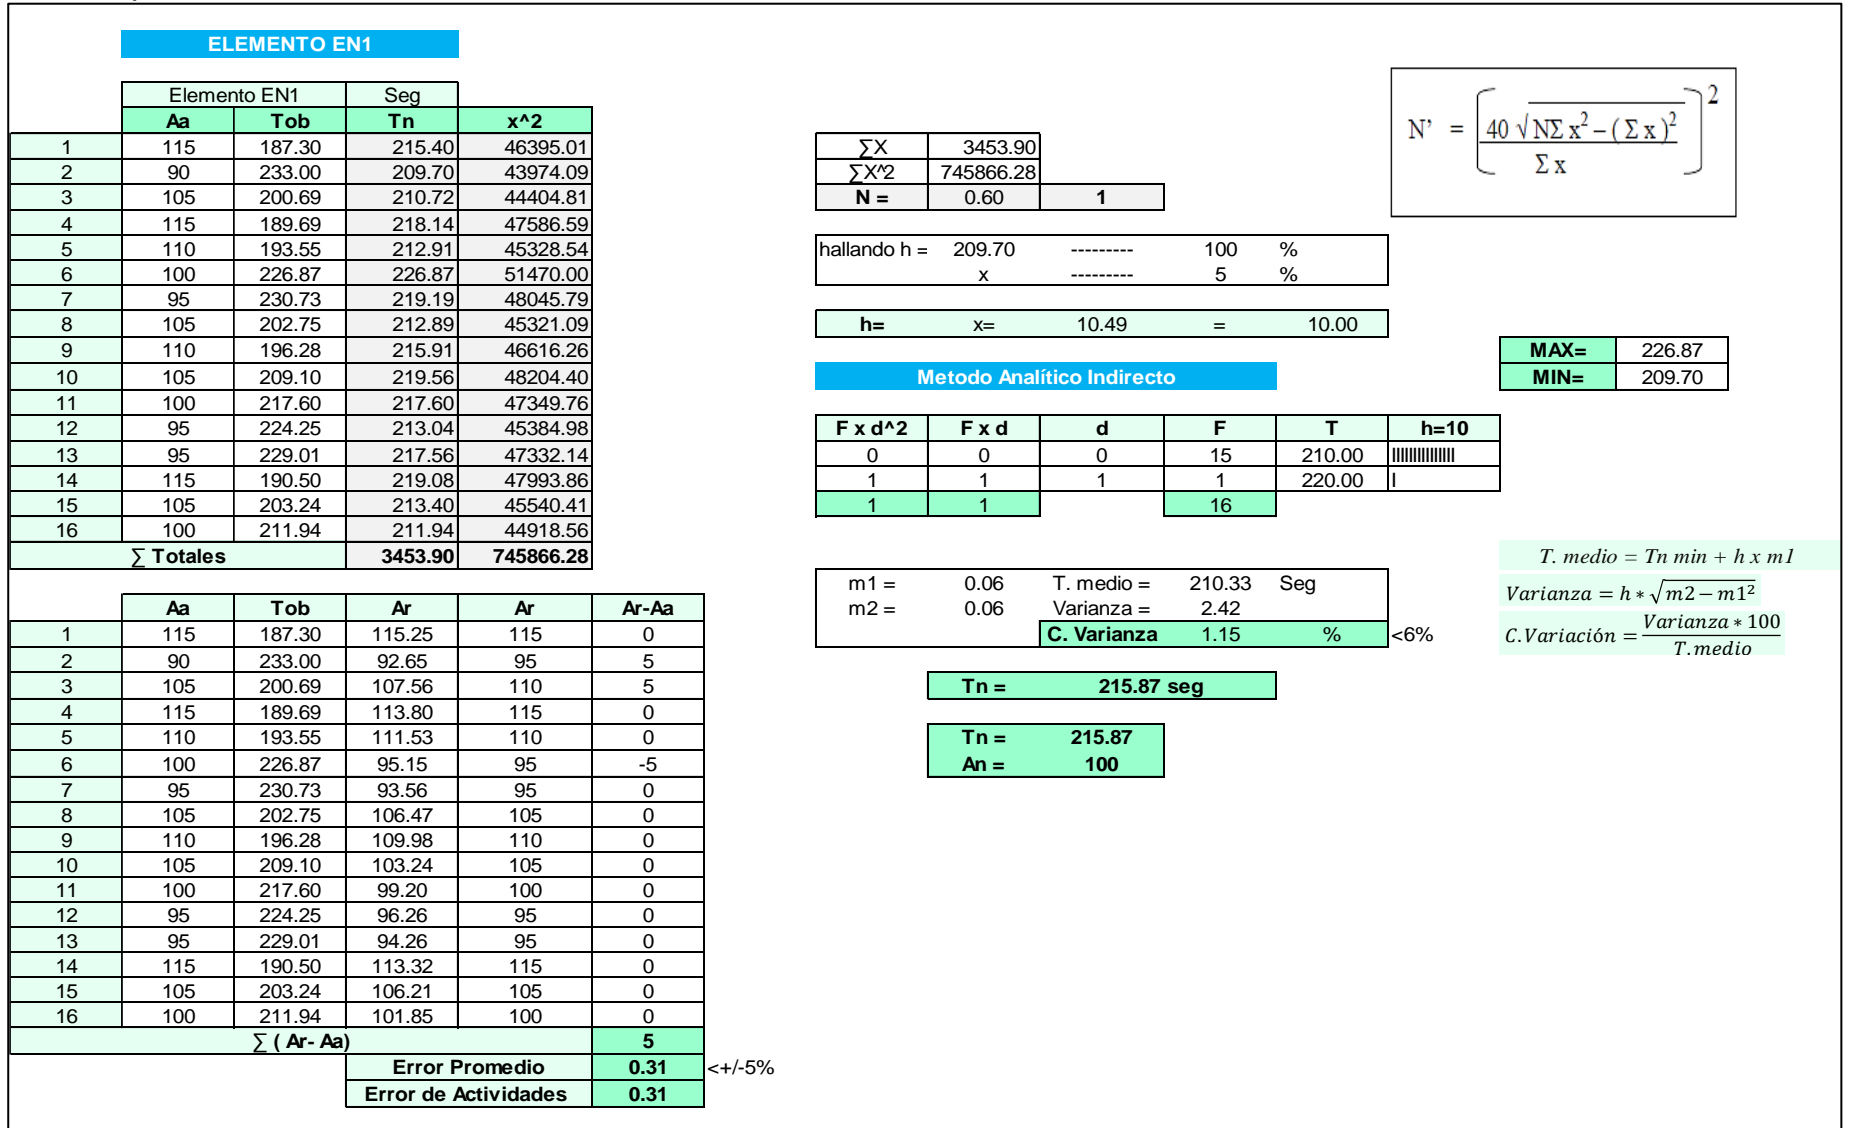 ELEMENTO EN1
Elemento EN1 Seg
Aa Tob Tn x^2
1 115 187.30 215.40 46395.01
2 90 233.00 209.70 43974.09
3 105 200.69 210.72 44404.81
4 115 189.69 218.14 47586.59
5 110 193.55 212.91 45328.54
6 100 226.87 226.87 51470.00
7 95 230.73 219.19 48045.79
8 105 202.75 212.89 45321.09
9 110 196.28 215.91 46616.26
10 105 209.10 219.56 48204.40
11 100 217.60 217.60 47349.76
12 95 224.25 213.04 45384.98
13 95 229.01 217.56 47332.14
14 115 190.50 219.08 47993.86
15 105 203.24 213.40 45540.41
16 100 211.94 211.94 44918.56
∑ Totales 3453.90 745866.28
Aa Tob Ar Ar Ar-Aa
1 115 187.30 115.25 115 0
2 90 233.00 92.65 95 5
3 105 200.69 107.56 110 5
4 115 189.69 113.80 115 0
5 110 193.55 111.53 110 0
6 100 226.87 95.15 95 -5
7 95 230.73 93.56 95 0
8 105 202.75 106.47 105 0
9 110 196.28 109.98 110 0
10 105 209.10 103.24 105 0
11 100 217.60 99.20 100 0
12 95 224.25 96.26 95 0
13 95 229.01 94.26 95 0
14 115 190.50 113.32 115 0
15 105 203.24 106.21 105 0
16 100 211.94 101.85 100 0
∑ ( Ar- Aa) 5
Error Promedio 0.31 <+/-5%
Error de Actividades 0.31
∑X 3453.90
∑X^2 745866.28
N = 0.60 1
hallando h = 209.70 --------- 100 %
x --------- 5 %
h= x= 10.49 = 10.00
Metodo Analítico Indirecto
F x d^2 F x d d F T h=10
0 0 0 15 210.00 IIIIIIIIIIIIIII
1 1 1 1 220.00 I
1 1 16
m1 = 0.06 T. medio = 210.33 Seg
m2 = 0.06 Varianza = 2.42
C. Varianza 1.15 % <6%
Tn = 215.87 seg
Tn = 215.87
An = 100
N' = [40 √NΣ x² – ( Σ x )² / Σ x]²
MAX= 226.87
MIN= 209.70
T. medio = Tn min + h x m1
Varianza = h ∗ √m2 − m1²
C.Variación = Varianza ∗ 100 / T.medio